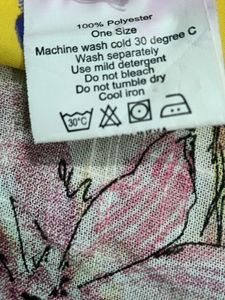 100% Polyester
One Size
Machine wash cold 30 degree C
Wash separately
Use mild detergent
Do not bleach
Do not tumble dry
Cool iron
30°C